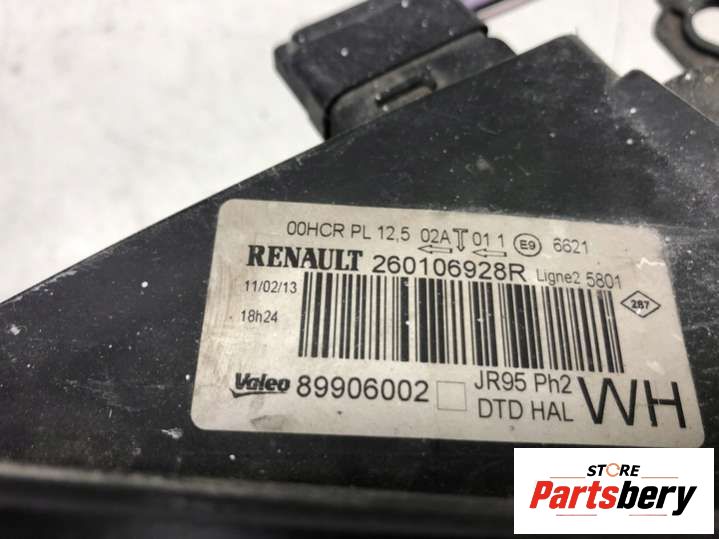 00HCR PL 12,5 02A 01 1 E9 6621
RENAULT 260106928R Ligne2 5801
11/02/13
18h24
287
Valeo 89906002 JR95 Ph2
DTD HAL WH
STORE
Partsbery